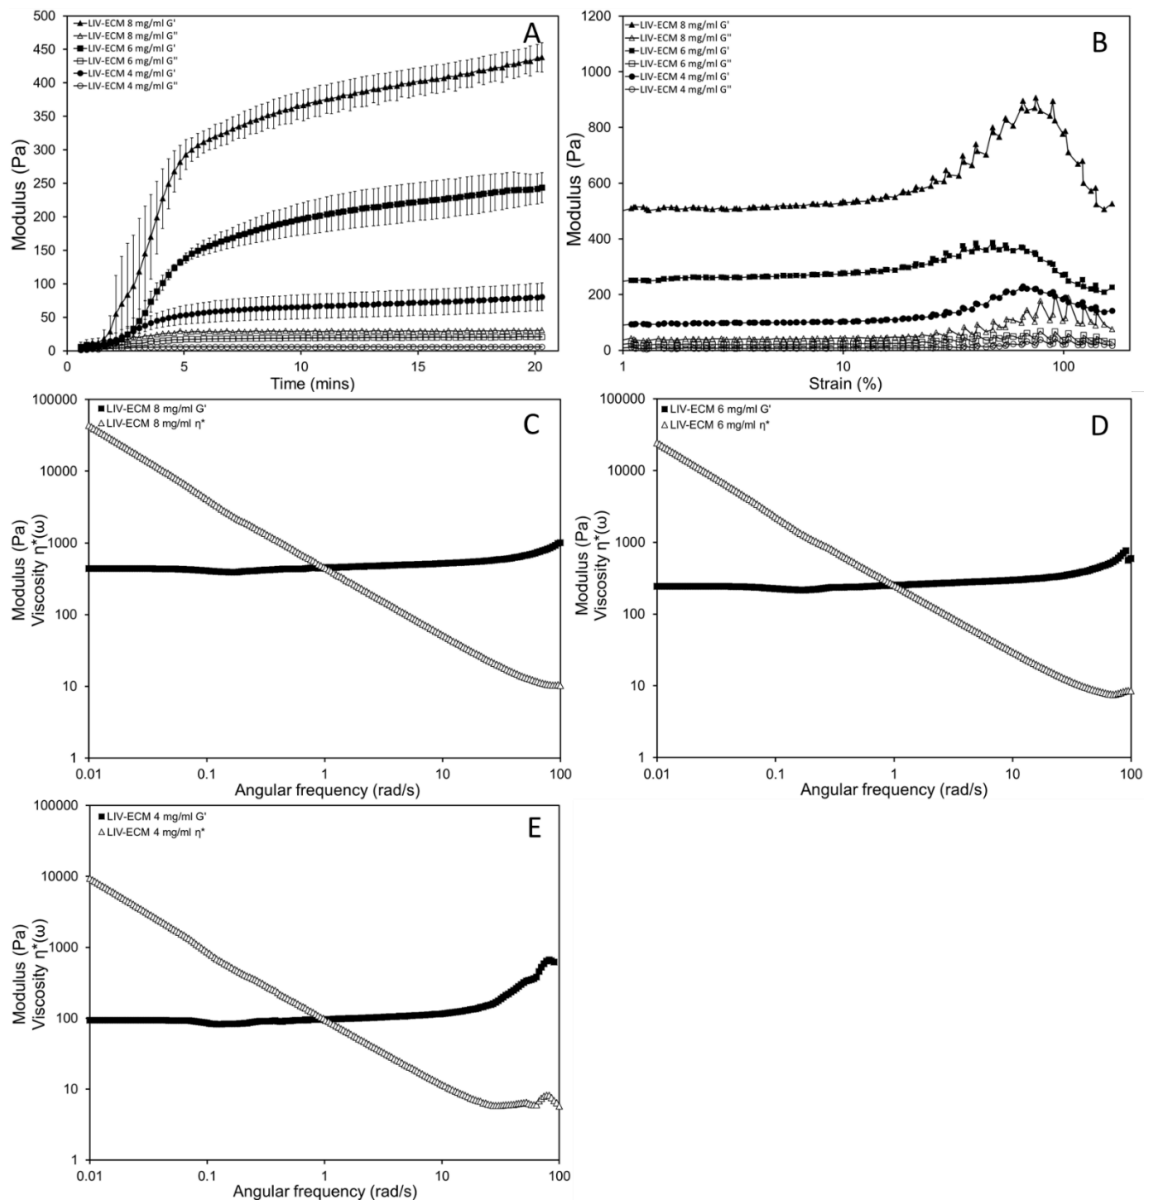 LIV-ECM 8 mg/ml G'
LIV-ECM 8 mg/ml G"
LIV-ECM 6 mg/ml G'
LIV-ECM 6 mg/ml G"
LIV-ECM 4 mg/ml G'
LIV-ECM 4 mg/ml G"
A
500
450
400
350
300
250
200
150
100
50
0
Modulus (Pa)
0
5
10
15
20
Time (mins)
LIV-ECM 8 mg/ml G'
LIV-ECM 8 mg/ml G"
LIV-ECM 6 mg/ml G'
LIV-ECM 6 mg/ml G"
LIV-ECM 4 mg/ml G'
LIV-ECM 4 mg/ml G"
B
1200
1000
800
600
400
200
0
Modulus (Pa)
1
10
100
Strain (%)
LIV-ECM 8 mg/ml G'
LIV-ECM 8 mg/ml η*
C
100000
10000
1000
100
10
1
Modulus (Pa)
Viscosity η*(ω)
0.01
0.1
1
10
100
Angular frequency (rad/s)
LIV-ECM 6 mg/ml G'
LIV-ECM 6 mg/ml η*
D
100000
10000
1000
100
10
1
Modulus (Pa)
Viscosity η*(ω)
0.01
0.1
1
10
100
Angular frequency (rad/s)
LIV-ECM 4 mg/ml G'
LIV-ECM 4 mg/ml η*
E
100000
10000
1000
100
10
1
Modulus (Pa)
Viscosity η*(ω)
0.01
0.1
1
10
100
Angular frequency (rad/s)